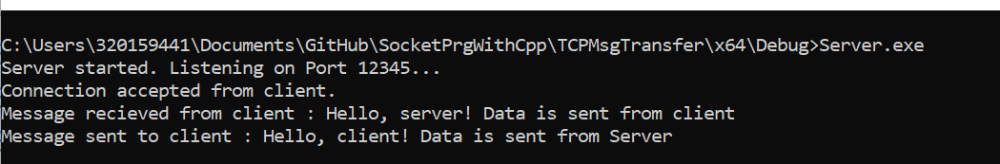 C:\Users\320159441\Documents\GitHub\SocketPrgWithCpp\TCPMsgTransfer\x64\Debug>Server.exe
Server started. Listening on Port 12345...
Connection accepted from client.
Message recieved from client : Hello, server! Data is sent from client
Message sent to client : Hello, client! Data is sent from Server